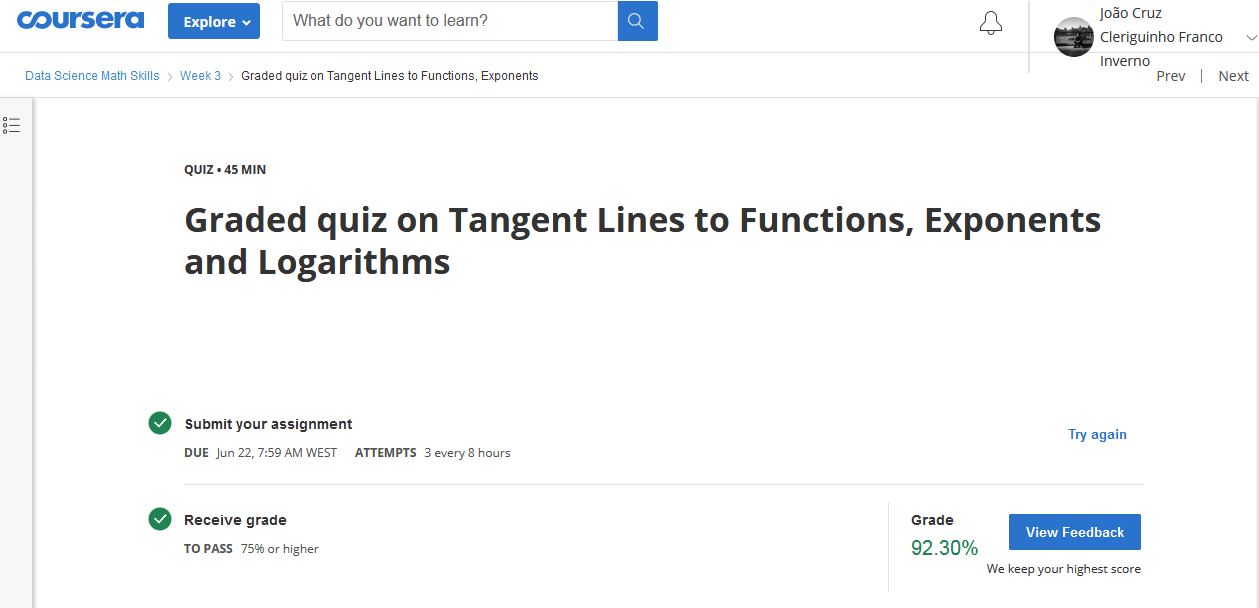 coursera
Explore
What do you want to learn?
João Cruz
Cleriguinho Franco
Inverno
Data Science Math Skills > Week 3 > Graded quiz on Tangent Lines to Functions, Exponents
Prev | Next
QUIZ • 45 MIN
Graded quiz on Tangent Lines to Functions, Exponents
and Logarithms
Submit your assignment
DUE Jun 22, 7:59 AM WEST ATTEMPTS 3 every 8 hours
Try again
Receive grade
TO PASS 75% or higher
Grade
92.30%
View Feedback
We keep your highest score